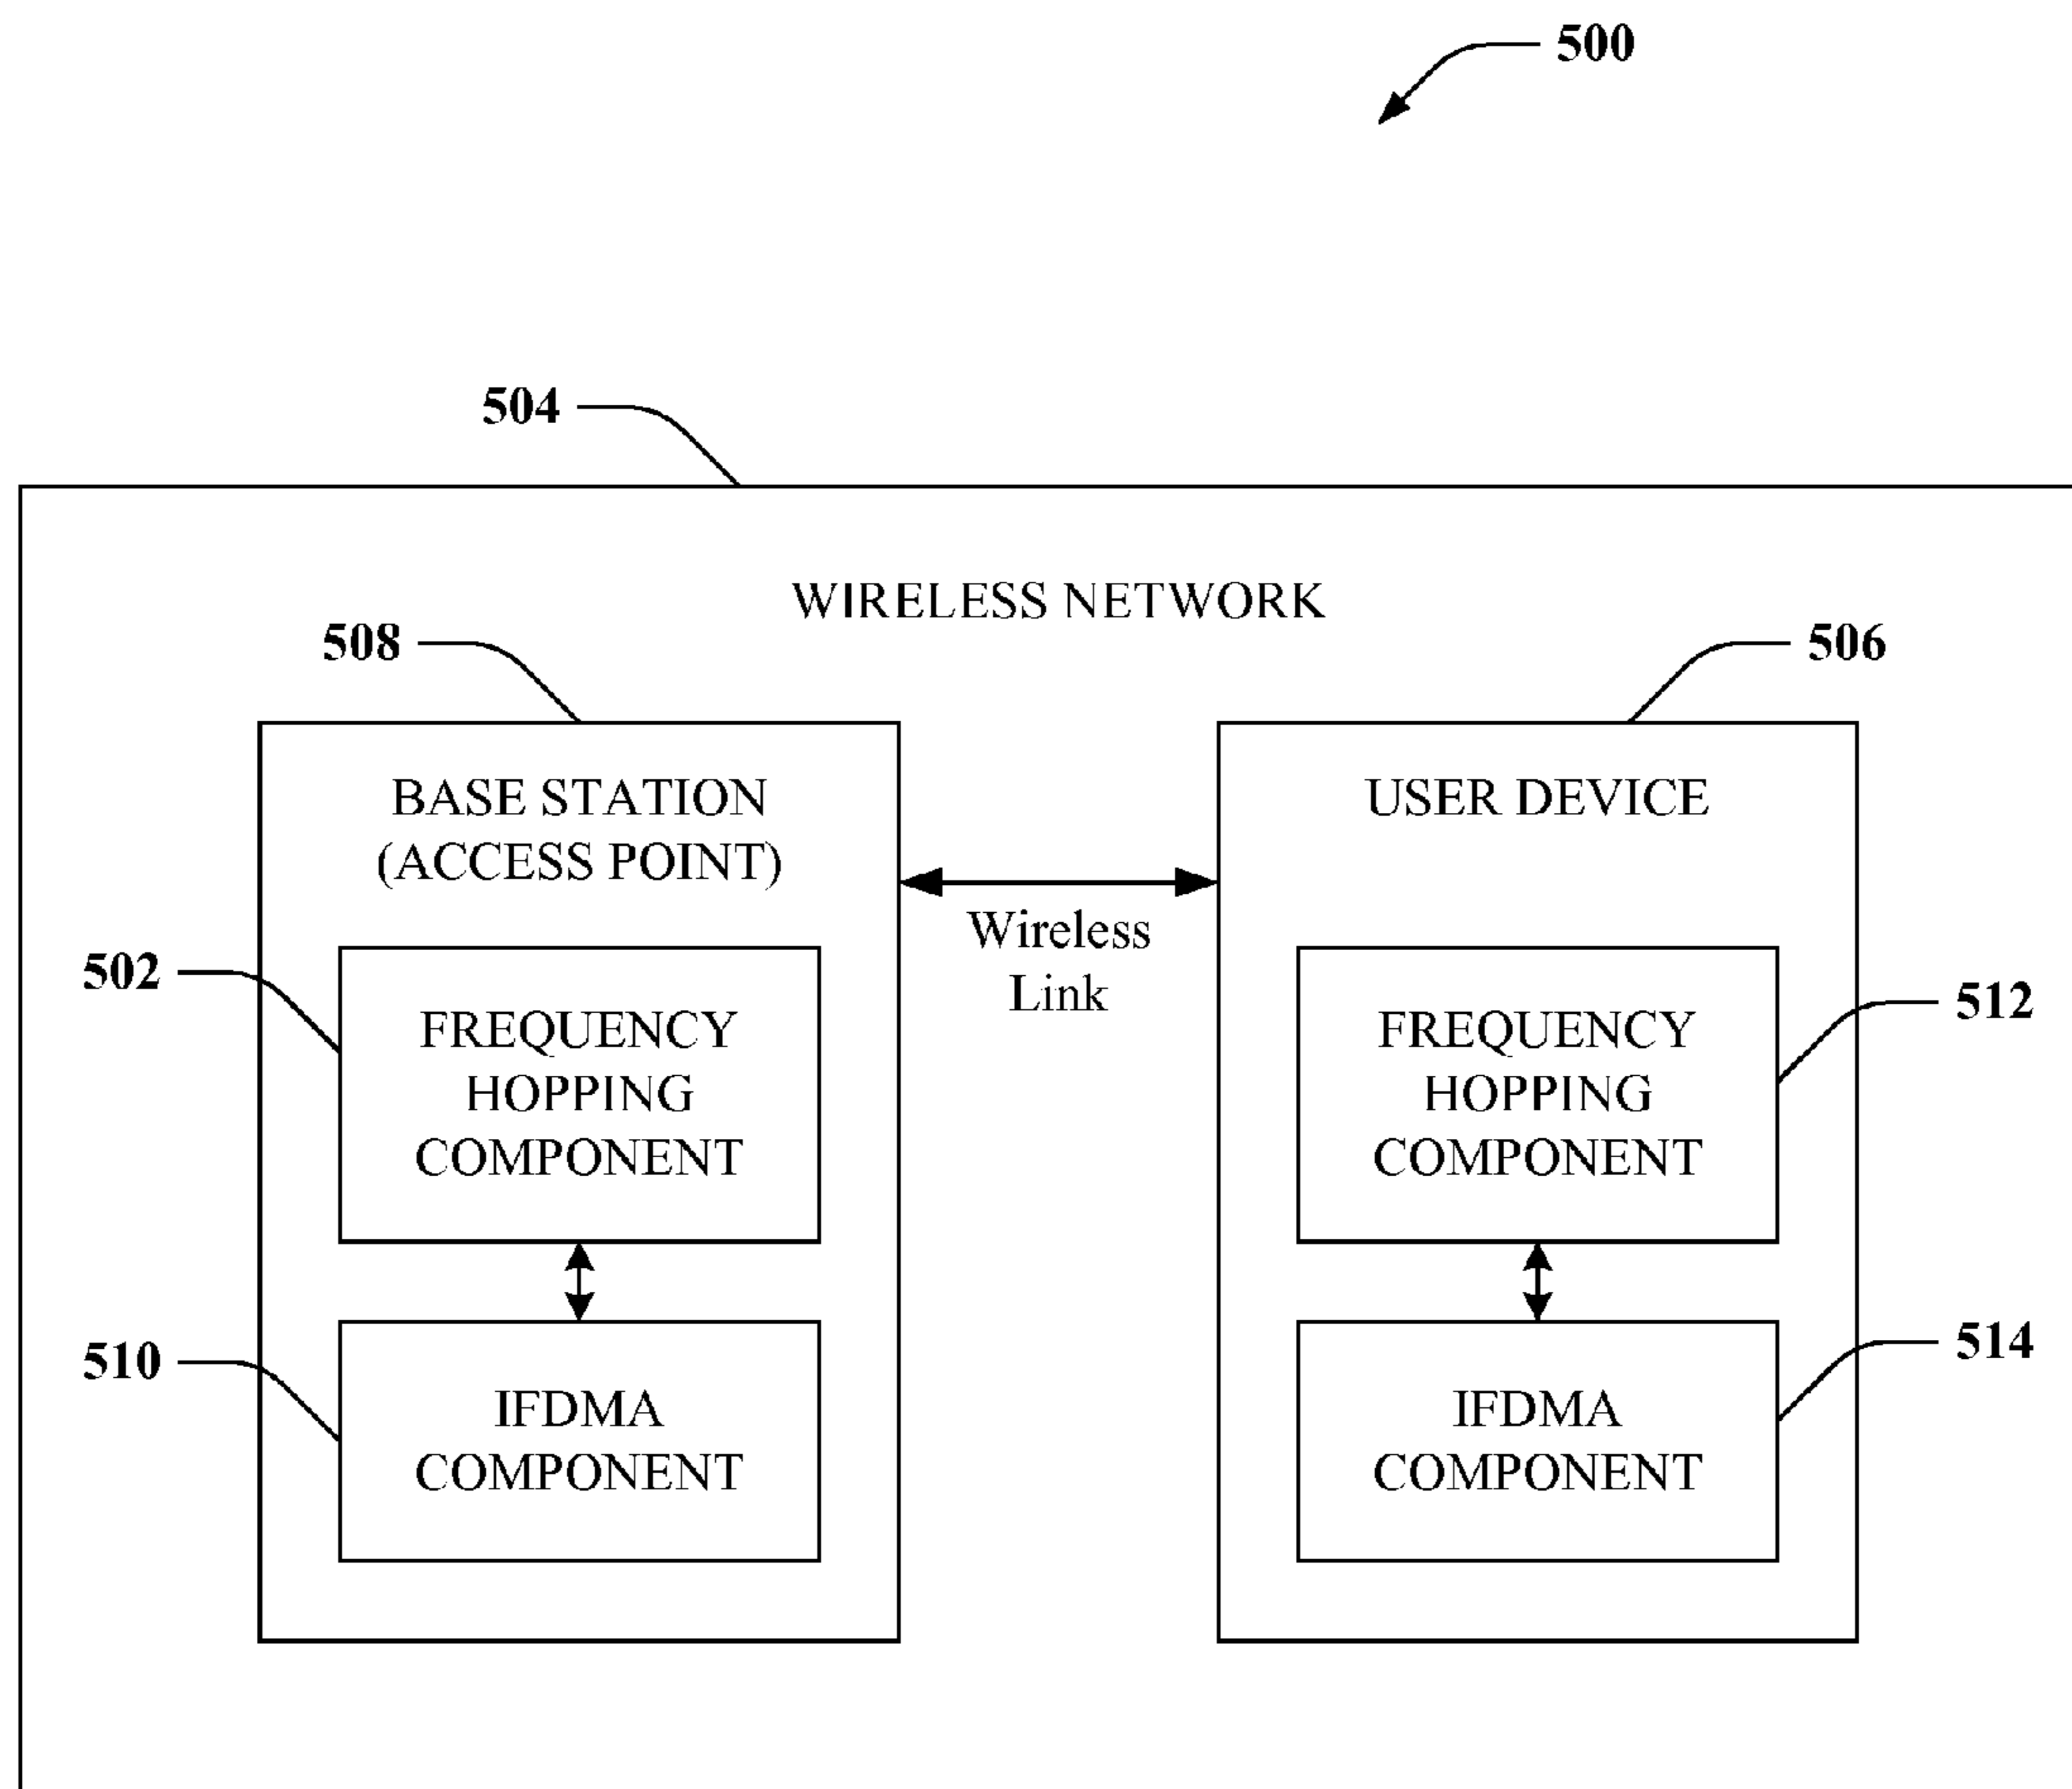 500
504
WIRELESS NETWORK
508
506
BASE STATION
(ACCESS POINT)
USER DEVICE
Wireless
Link
502
FREQUENCY
HOPPING
COMPONENT
512
FREQUENCY
HOPPING
COMPONENT
510
IFDMA
COMPONENT
514
IFDMA
COMPONENT